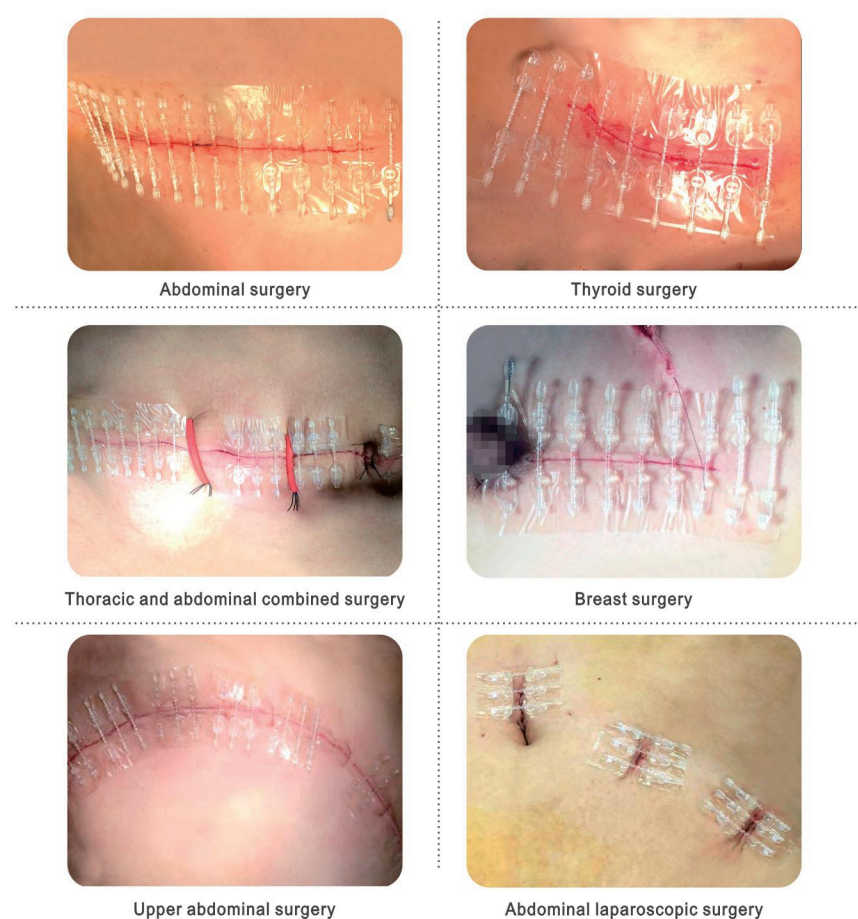 Abdominal surgery
Thyroid surgery
Thoracic and abdominal combined surgery
Breast surgery
Upper abdominal surgery
Abdominal laparoscopic surgery